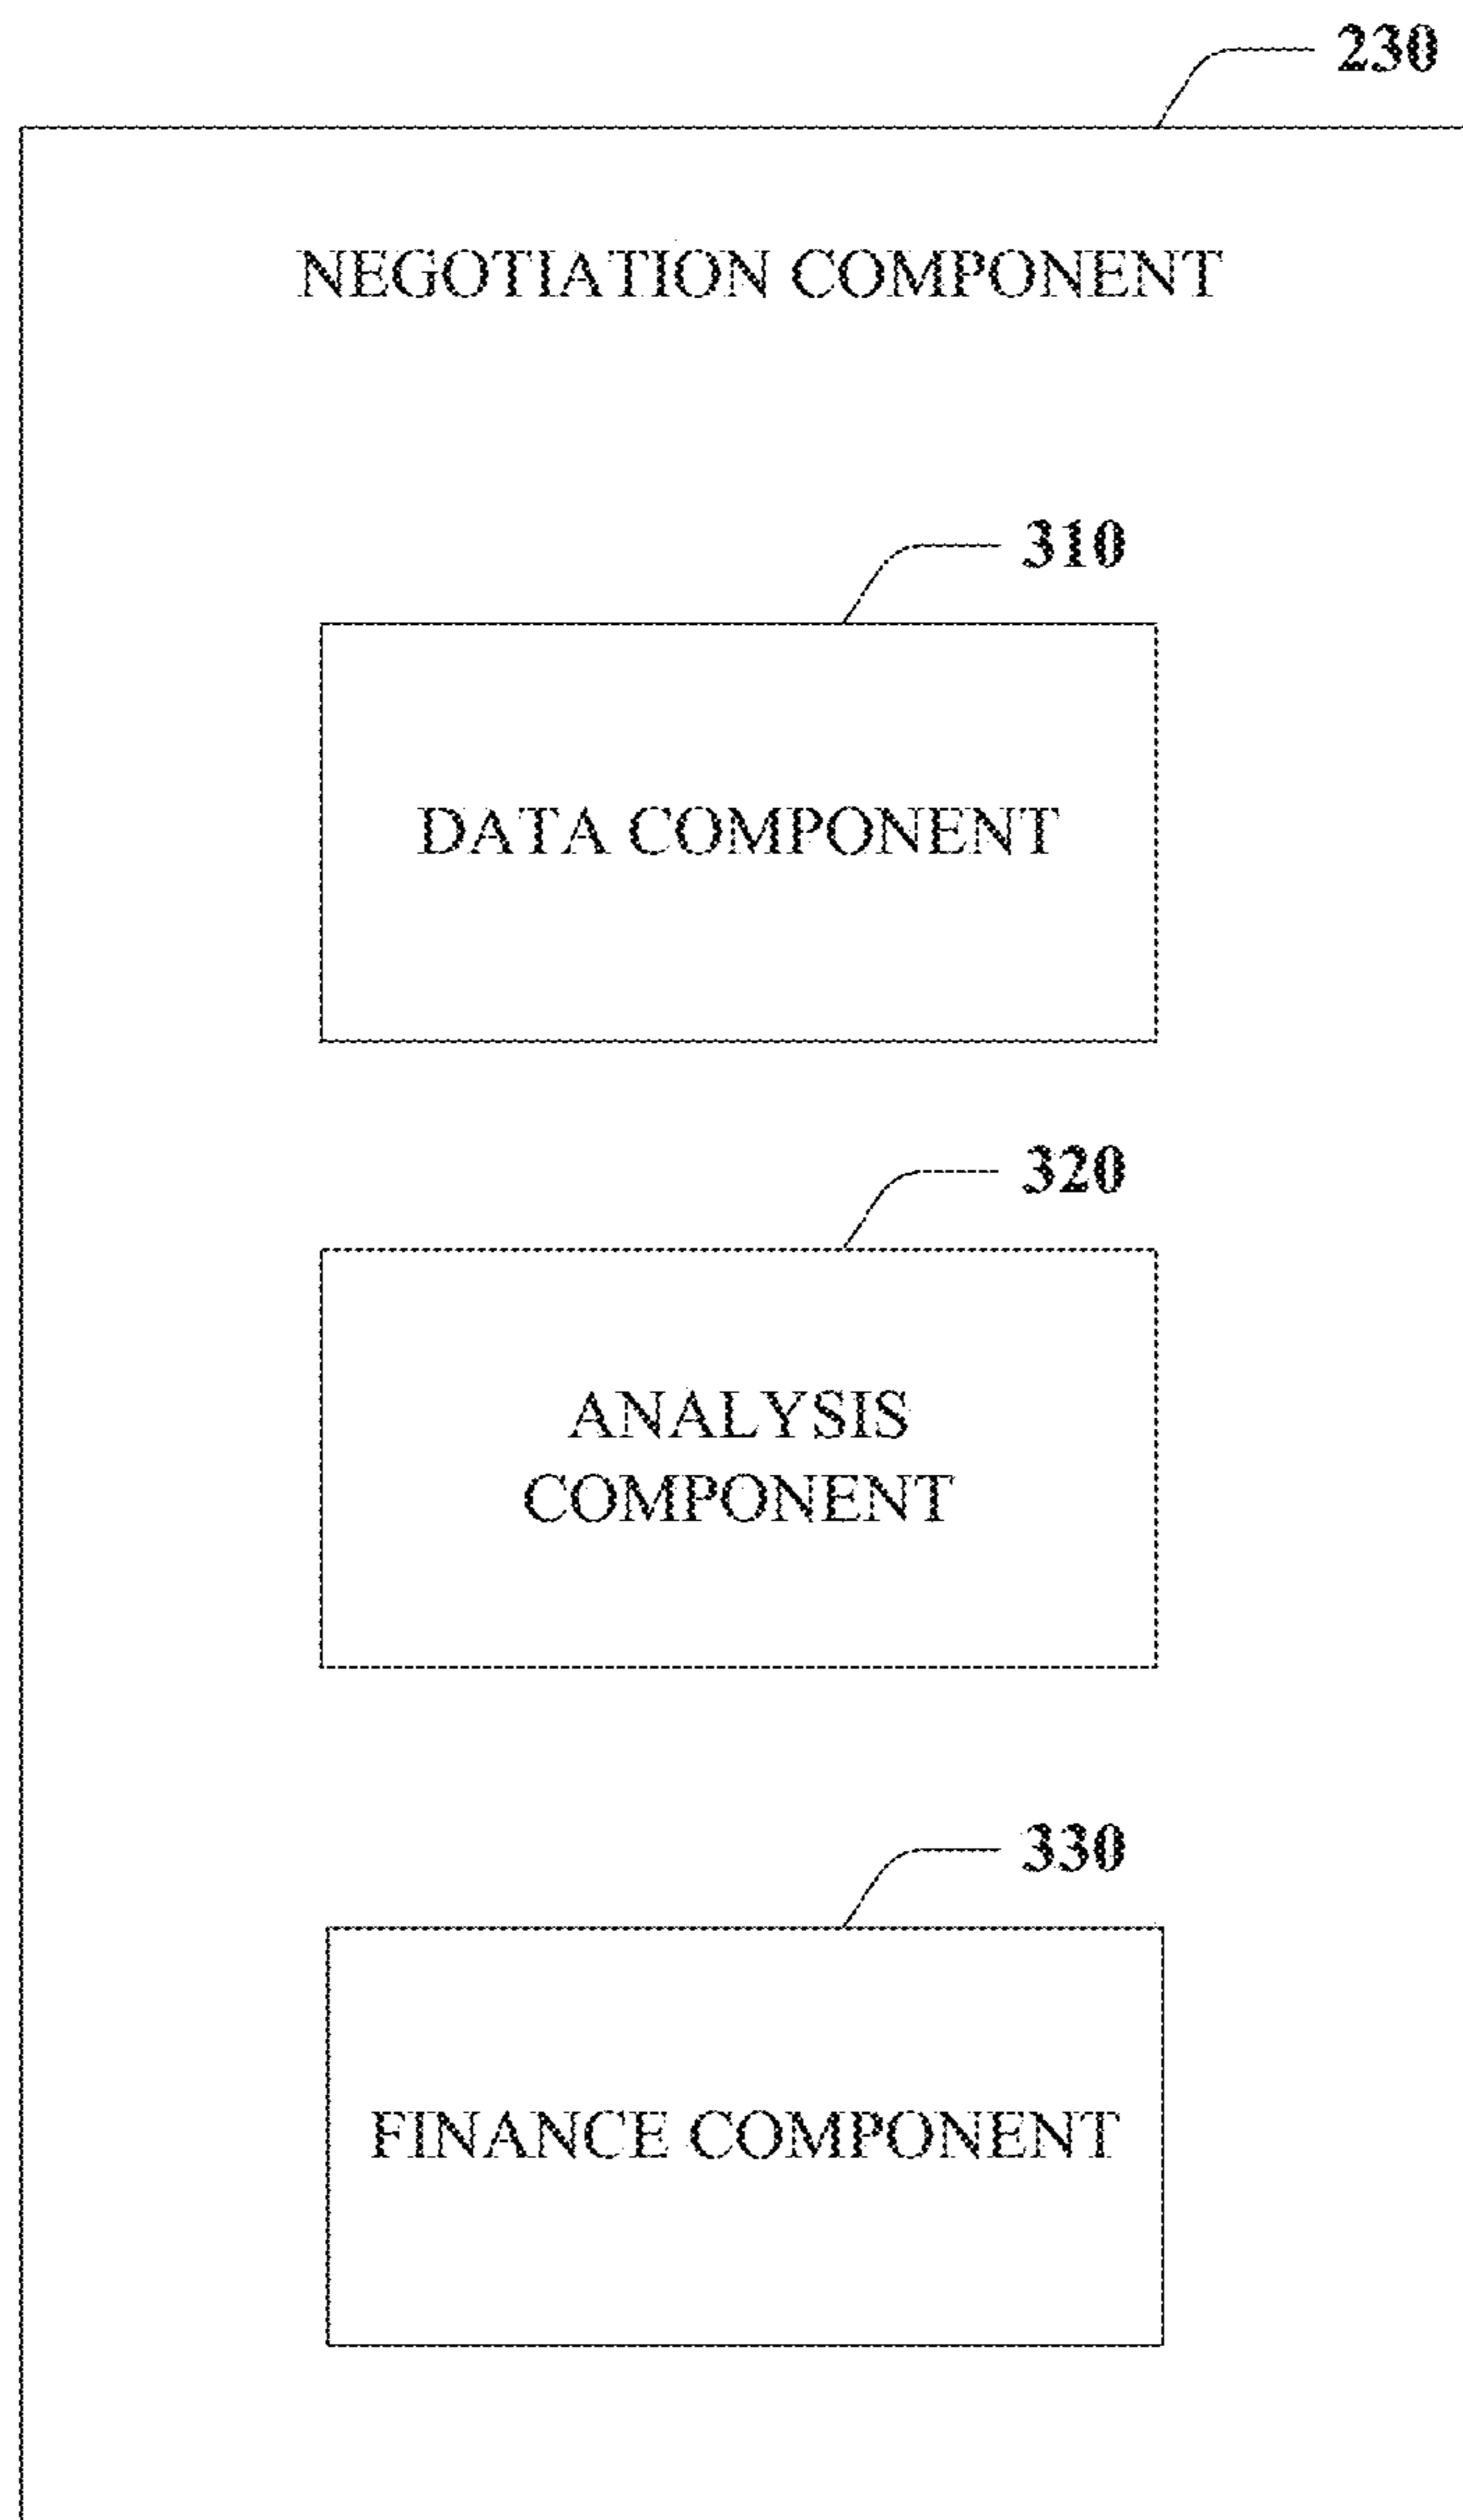 230
NEGOTIATION COMPONENT
310
DATA COMPONENT
320
ANALYSIS
COMPONENT
330
FINANCE COMPONENT